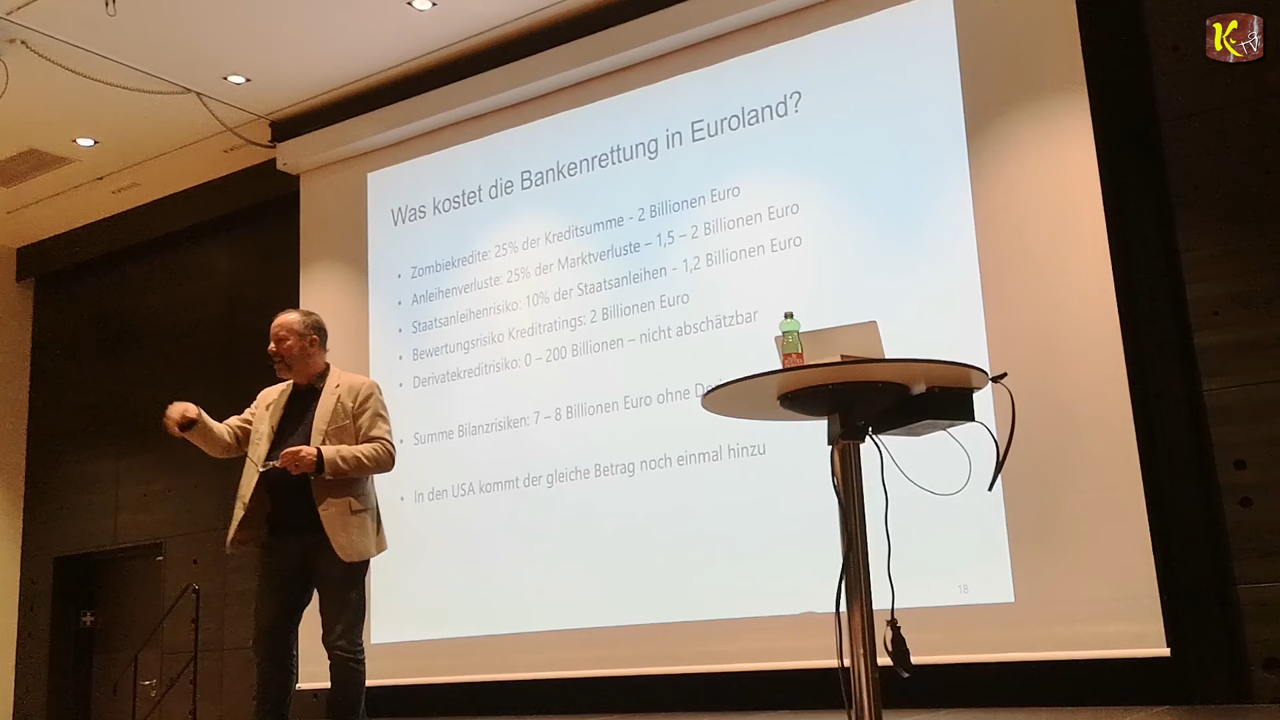 K
TV
Was kostet die Bankenrettung in Euroland?
• Zombiekredite: 25% der Kreditsumme - 2 Billionen Euro
• Anleihenverluste: 25% der Marktverluste – 1,5 – 2 Billionen Euro
• Staatsanleihenrisiko: 10% der Staatsanleihen - 1,2 Billionen Euro
• Bewertungsrisiko Kreditratings: 2 Billionen Euro
• Derivatekreditrisiko: 0 – 200 Billionen – nicht abschätzbar
• Summe Bilanzrisiken: 7 – 8 Billionen Euro ohne
• In den USA kommt der gleiche Betrag noch einmal hinzu
18